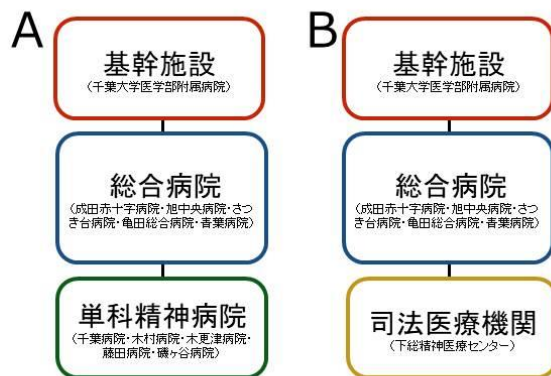 A
基幹施設
(千葉大学医学部附属病院)
総合病院
(成田赤十字病院・旭中央病院・さつ
き台病院・亀田総合病院・青葉病院)
単科精神病院
(千葉病院・木村病院・木更津病院・
藤田病院・磯ヶ谷病院)
B
基幹施設
(千葉大学医学部附属病院)
総合病院
(成田赤十字病院・旭中央病院・さつ
き台病院・亀田総合病院・青葉病院)
司法医療機関
(下総精神医療センター)